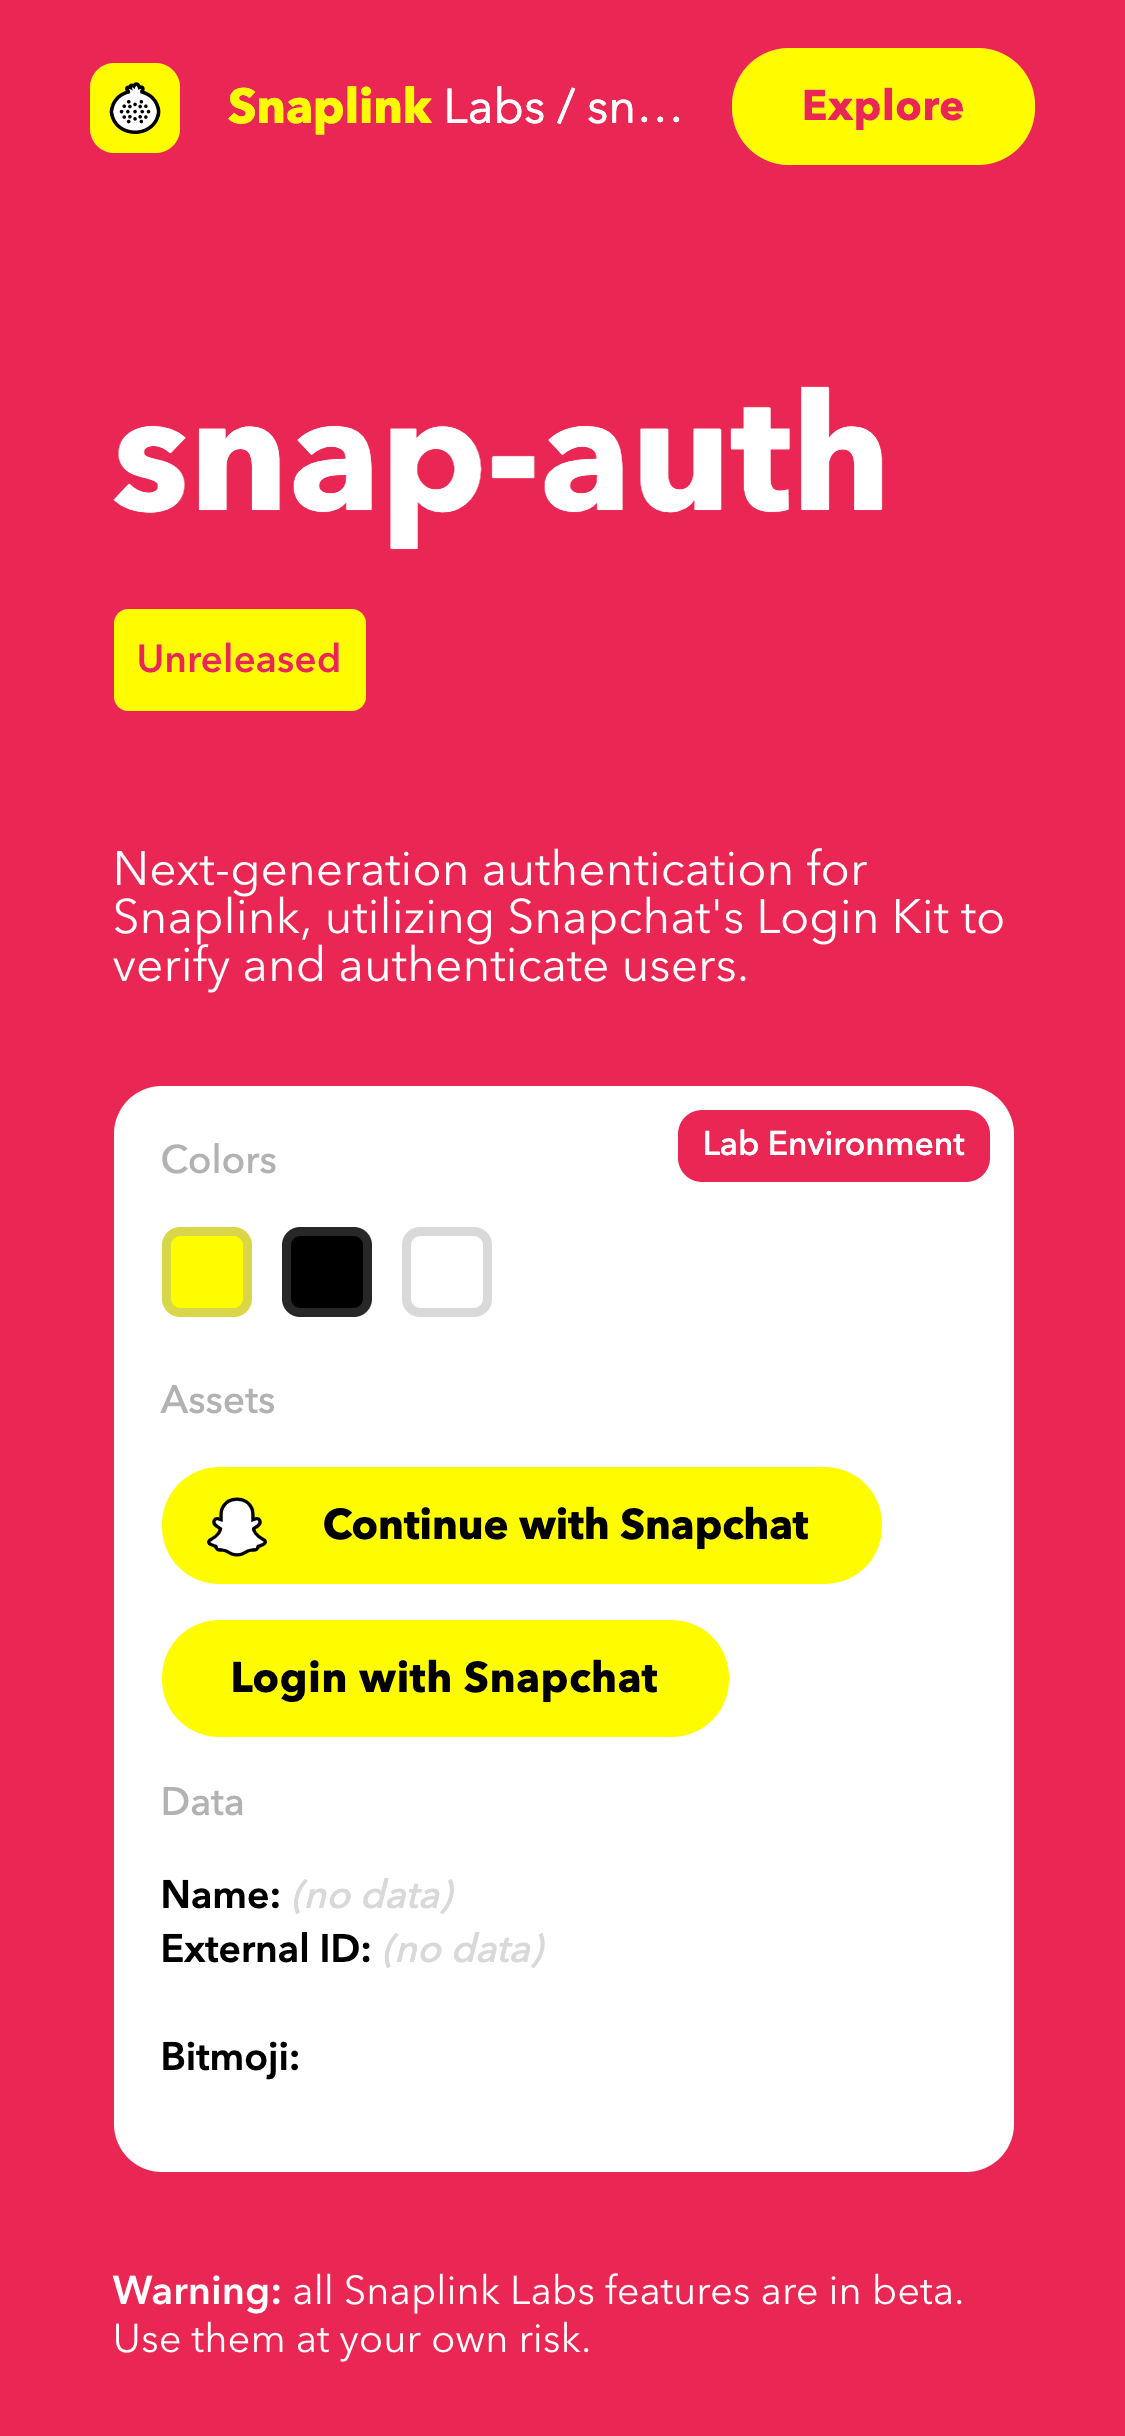 Snaplink Labs / sn...
Explore
snap-auth
Unreleased
Next-generation authentication for
Snaplink, utilizing Snapchat's Login Kit to
verify and authenticate users.
Lab Environment
Colors
Assets
Continue with Snapchat
Login with Snapchat
Data
Name: (no data)
External ID: (no data)
Bitmoji:
Warning: all Snaplink Labs features are in beta.
Use them at your own risk.